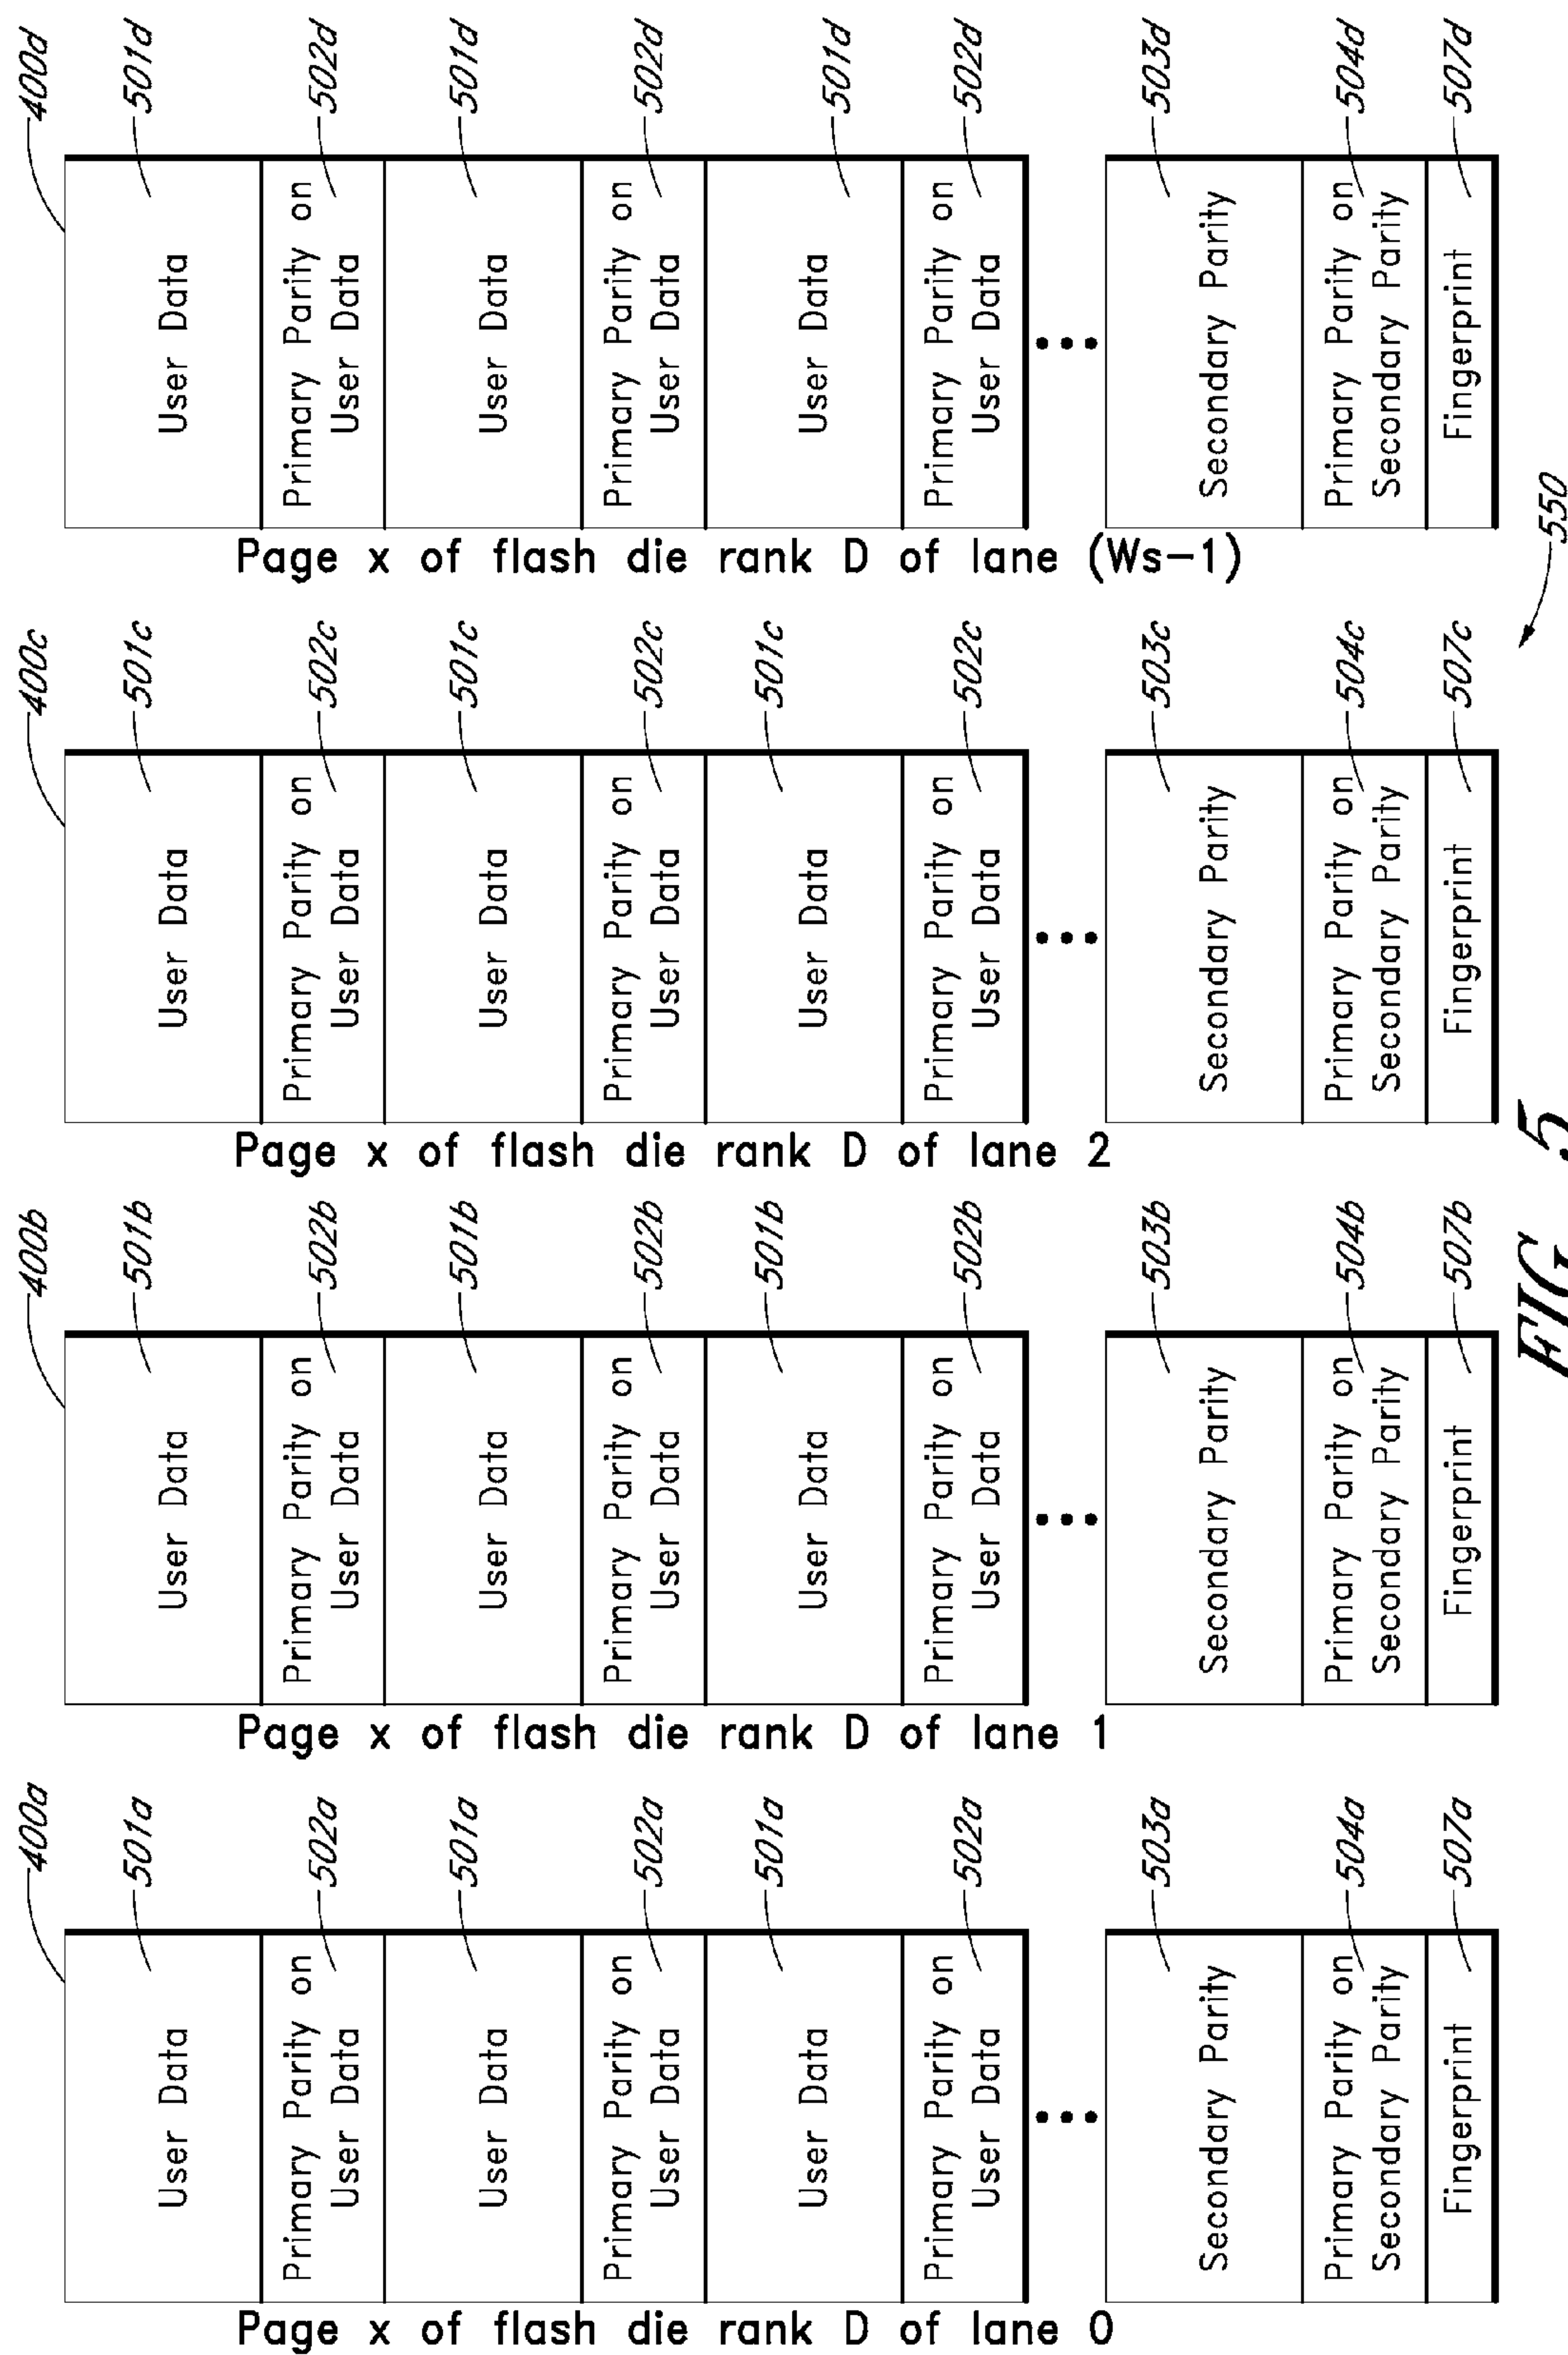 400a
501a
User Data
502a
Primary Parity on
User Data
501a
User Data
502a
Primary Parity on
User Data
501a
User Data
502a
Primary Parity on
User Data
503a
Secondary Parity
504a
Primary Parity on
Secondary Parity
507a
Fingerprint
Page x of flash die rank D of lane 0
400b
501b
User Data
502b
Primary Parity on
User Data
501b
User Data
502b
Primary Parity on
User Data
501b
User Data
502b
Primary Parity on
User Data
503b
Secondary Parity
504b
Primary Parity on
Secondary Parity
507b
Fingerprint
Page x of flash die rank D of lane 1
400c
501c
User Data
502c
Primary Parity on
User Data
501c
User Data
502c
Primary Parity on
User Data
501c
User Data
502c
Primary Parity on
User Data
503c
Secondary Parity
504c
Primary Parity on
Secondary Parity
507c
Fingerprint
Page x of flash die rank D of lane 2
400d
501d
User Data
502d
Primary Parity on
User Data
501d
User Data
502d
Primary Parity on
User Data
501d
User Data
502d
Primary Parity on
User Data
503d
Secondary Parity
504d
Primary Parity on
Secondary Parity
507d
Fingerprint
Page x of flash die rank D of lane (Ws-1)
550
FIG. 5